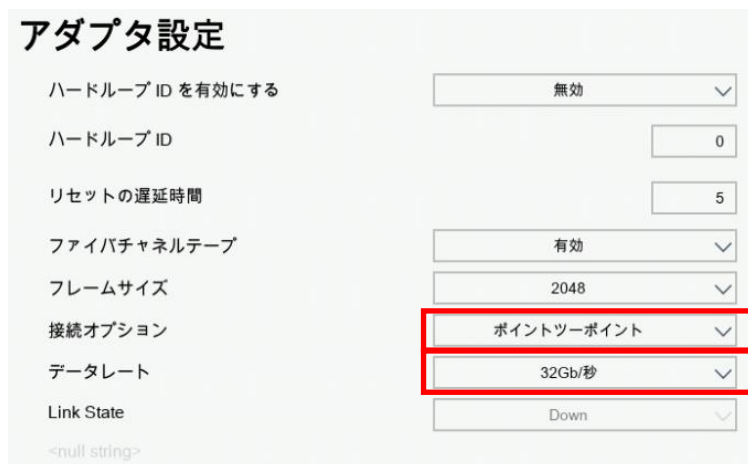 アダプタ設定
ハードループ ID を有効にする 無効
ハードループ ID 0
リセットの遅延時間 5
ファイバチャネルテープ 有効
フレームサイズ 2048
接続オプション ポイントツーポイント
データレート 32Gb/秒
Link State Down
<null string>